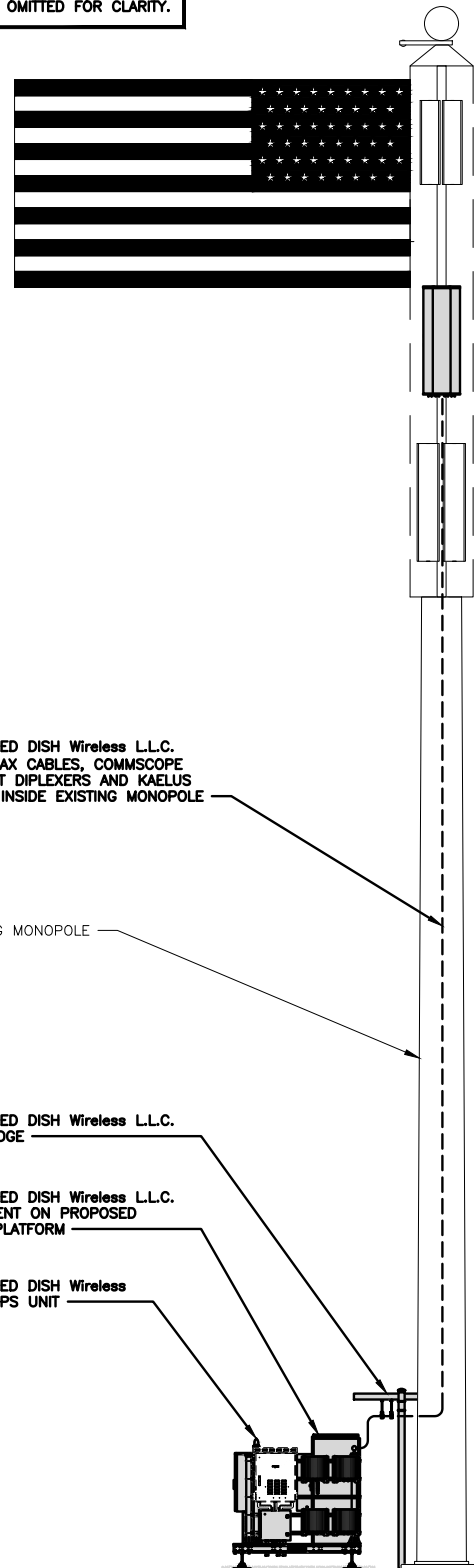 OMITTED FOR CLARITY.
ED DISH Wireless L.L.C.
AX CABLES, COMMSCOPE
T DIPLEXERS AND KAELUS
INSIDE EXISTING MONOPOLE
G MONOPOLE
ED DISH Wireless L.L.C.
DGE
ED DISH Wireless L.L.C.
ENT ON PROPOSED
PLATFORM
ED DISH Wireless
PS UNIT